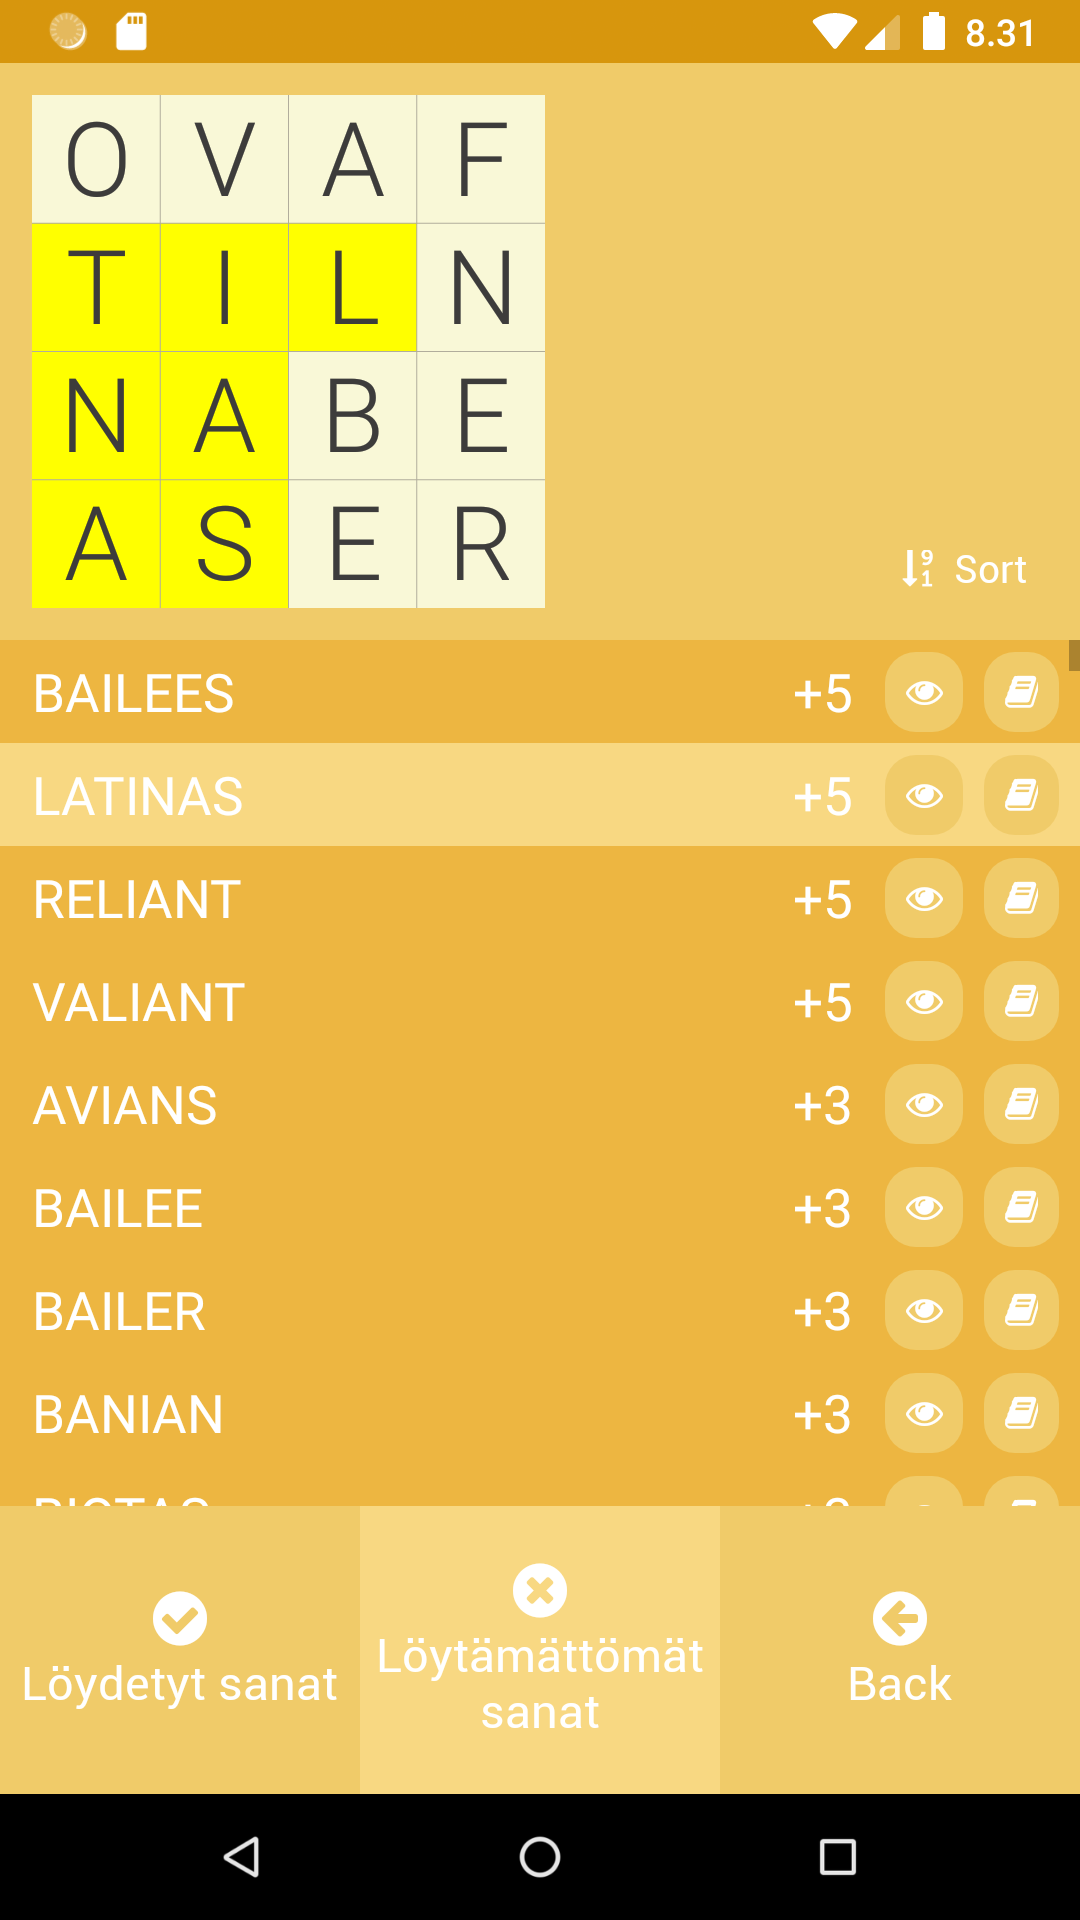 8.31
O V A F
T I L N
N A B E
A S E R
Sort
BAILEES +5
LATINAS +5
RELIANT +5
VALIANT +5
AVIANS +3
BAILEE +3
BAILER +3
BANIAN +3
Löydetyt sanat
Löytämättömät
sanat
Back